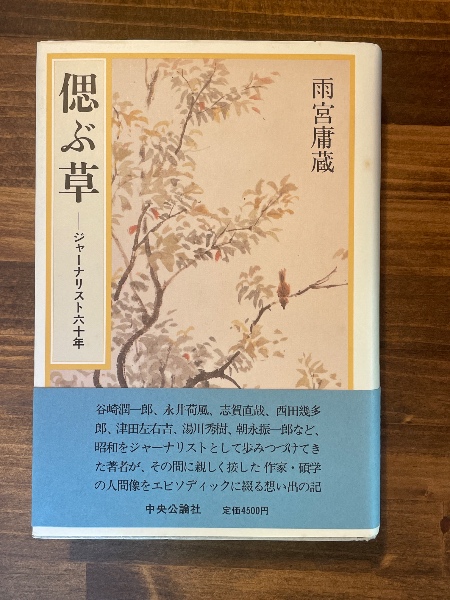 偲ぶ草
―ジャーナリスト六十年
雨宮庸蔵
谷崎潤一郎、永井荷風、志賀直哉、西田幾多
郎、津田左右吉、湯川秀樹、朝永振一郎など、
昭和をジャーナリストとして歩みつづけてき
た著者が、その間に親しく接した作家・碩学
の人間像をエピソディックに綴る想い出の記
中央公論社 定価4500円